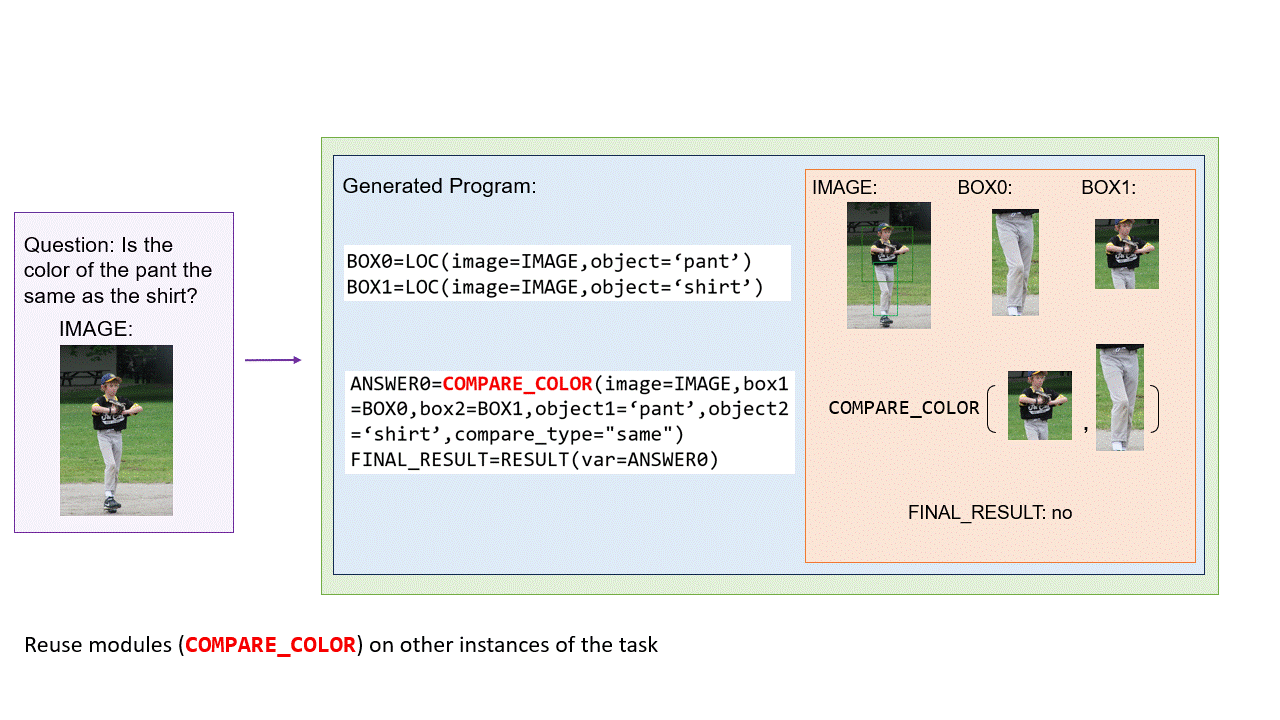 Question: Is the
color of the pant the
same as the shirt?
IMAGE:
Generated Program:
BOX0=LOC(image=IMAGE,object=‘pant’)
BOX1=LOC(image=IMAGE,object=‘shirt’)
ANSWER0=COMPARE_COLOR(image=IMAGE,box1
=BOX0,box2=BOX1,object1=‘pant’,object2
=‘shirt’,compare_type="same")
FINAL_RESULT=RESULT(var=ANSWER0)
IMAGE: BOX0: BOX1:
COMPARE_COLOR ( , )
FINAL_RESULT: no
Reuse modules (COMPARE_COLOR) on other instances of the task